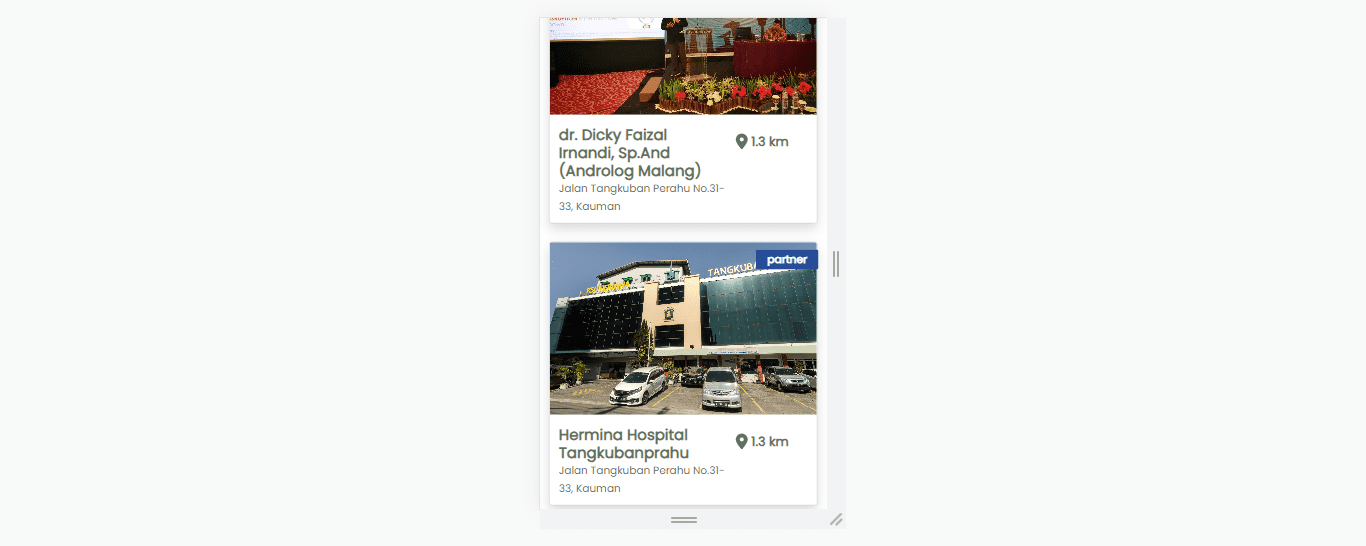 dr. Dicky Faizal
Irnandi, Sp.And
(Androlog Malang)
1.3 km
Jalan Tangkuban Perahu No.31-
33, Kauman
partner
TANGKUBA
Hermina Hospital
Tangkubanprahu
1.3 km
Jalan Tangkuban Perahu No.31-
33, Kauman